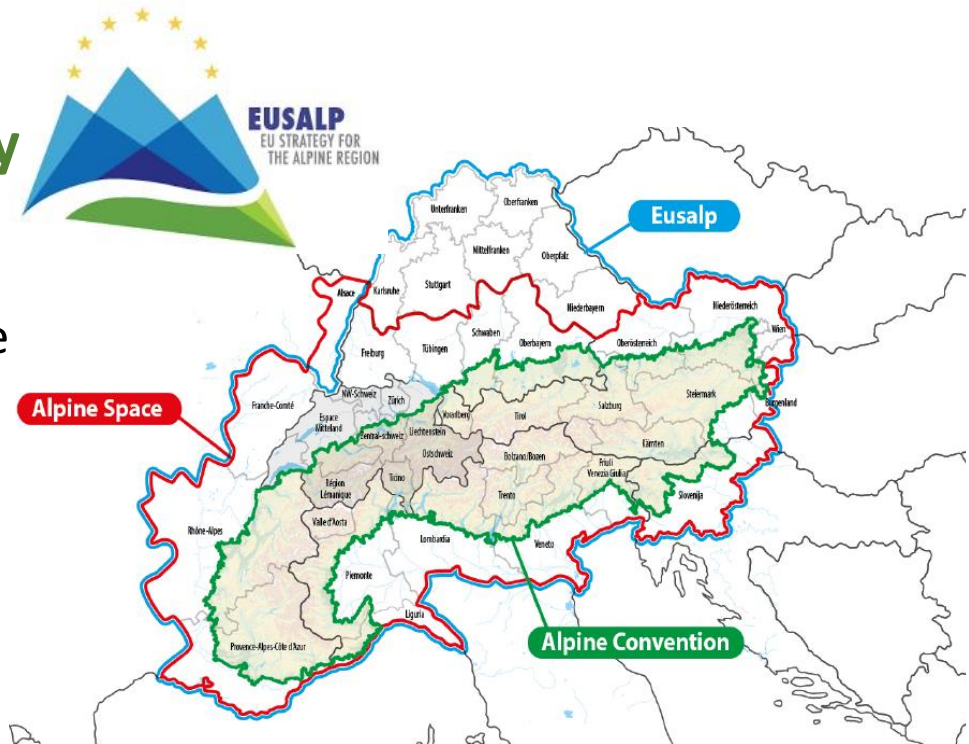 EUSALP
EU STRATEGY FOR
THE ALPINE REGION
y
e
Eusalp
Alpine Space
Alpine Convention
Unterfranken
Oberfranken
Mittelfranken
Oberpfalz
Alsace
Karlsruhe
Stuttgart
Niederbayern
Niederösterreich
Wien
Freiburg
Tübingen
Schwaben
Oberbayern
Oberösterreich
Franche-Comté
NW-Schweiz
Zürich
Espace
Mittelland
Zentral-schweiz
Vorarlberg
Liechtenstein
Ostschweiz
Tirol
Salzburg
Steiermark
Burgenland
Kärnten
Région
Lémanique
Ticino
Bolzano/Bozen
Friuli
Venezia Giulia
Slovenija
Rhône-Alpes
Valle d'Aosta
Trento
Lombardia
Veneto
Piemonte
Liguria
Provence-Alpes-Côte d'Azur